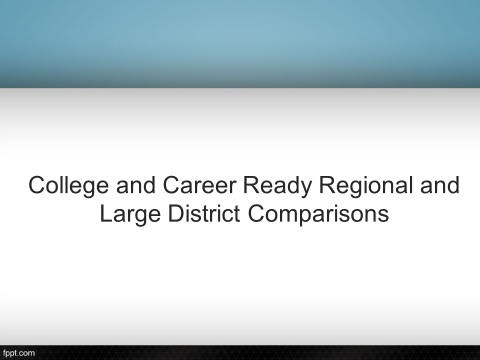 College and Career Ready Regional and
Large District Comparisons
fppt.com